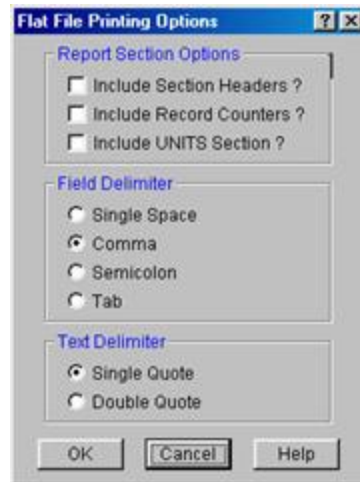 Flat File Printing Options
Report Section Options
Include Section Headers ?
Include Record Counters ?
Include UNITS Section ?
Field Delimiter
Single Space
Comma
Semicolon
Tab
Text Delimiter
Single Quote
Double Quote
OK Cancel Help